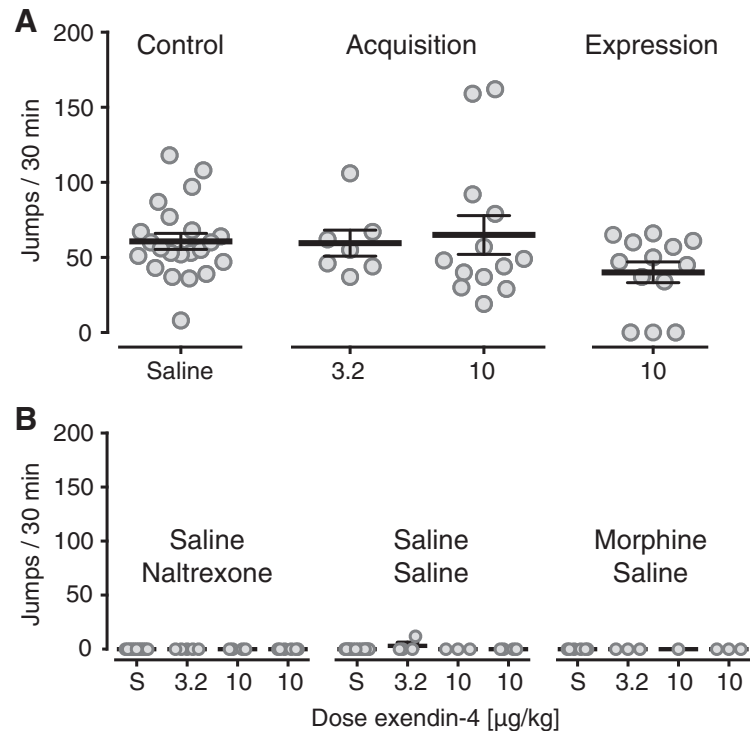 A
Control Acquisition Expression
Jumps / 30 min
200
150
100
50
0
Saline 3.2 10 10
B
Jumps / 30 min
200
150
100
50
0
Saline Saline Morphine
Naltrexone Saline Saline
S 3.2 10 10 S 3.2 10 10 S 3.2 10 10
Dose exendin-4 [µg/kg]